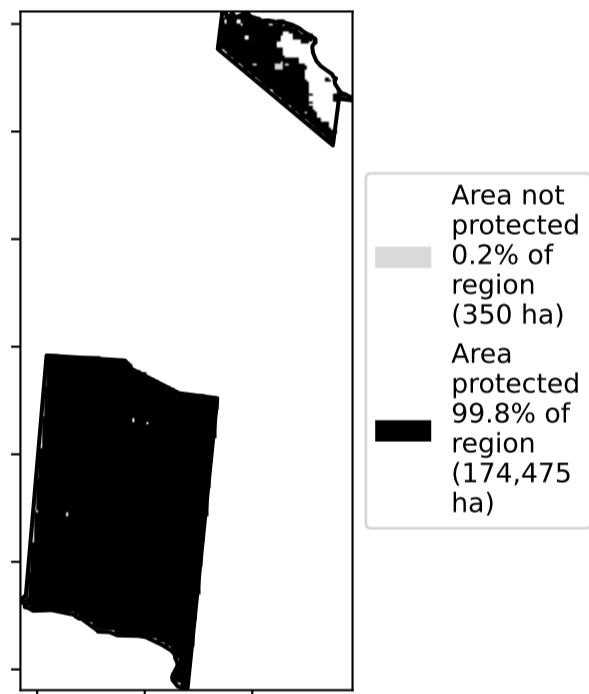 Area not
protected
0.2% of
region
(350 ha)
Area
protected
99.8% of
region
(174,475
ha)